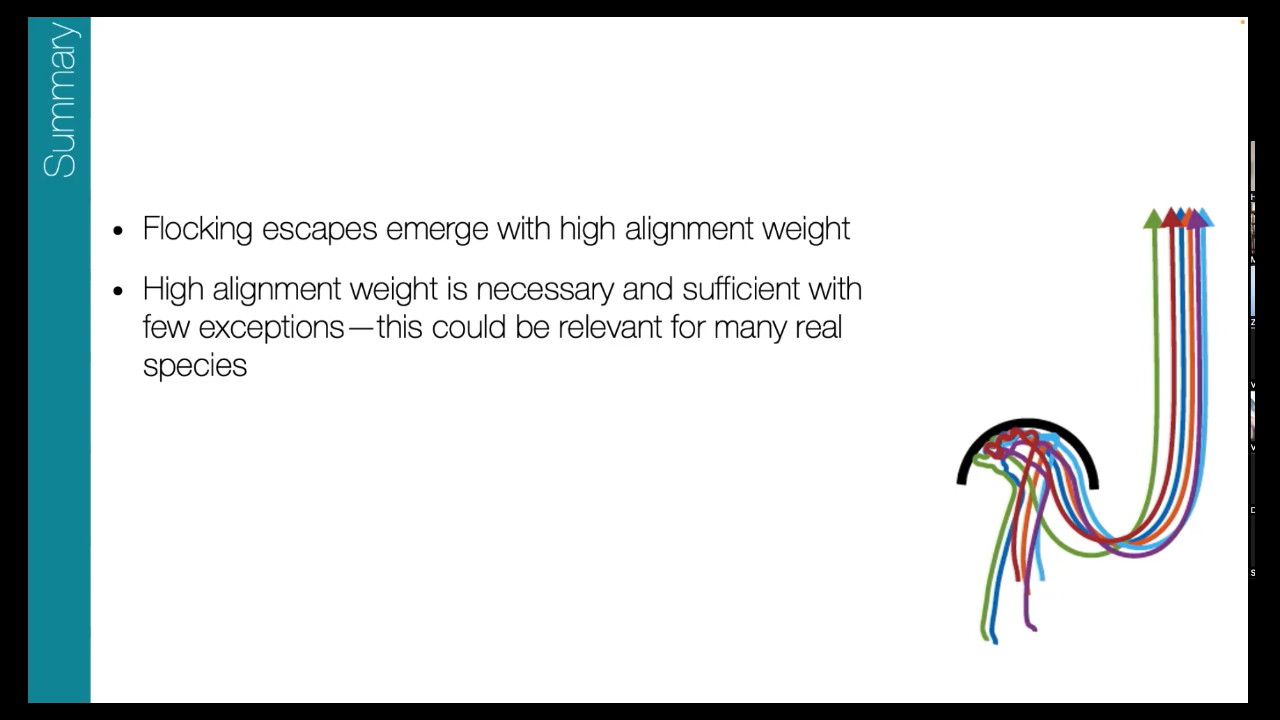 Summary
• Flocking escapes emerge with high alignment weight
• High alignment weight is necessary and sufficient with
few exceptions—this could be relevant for many real
species